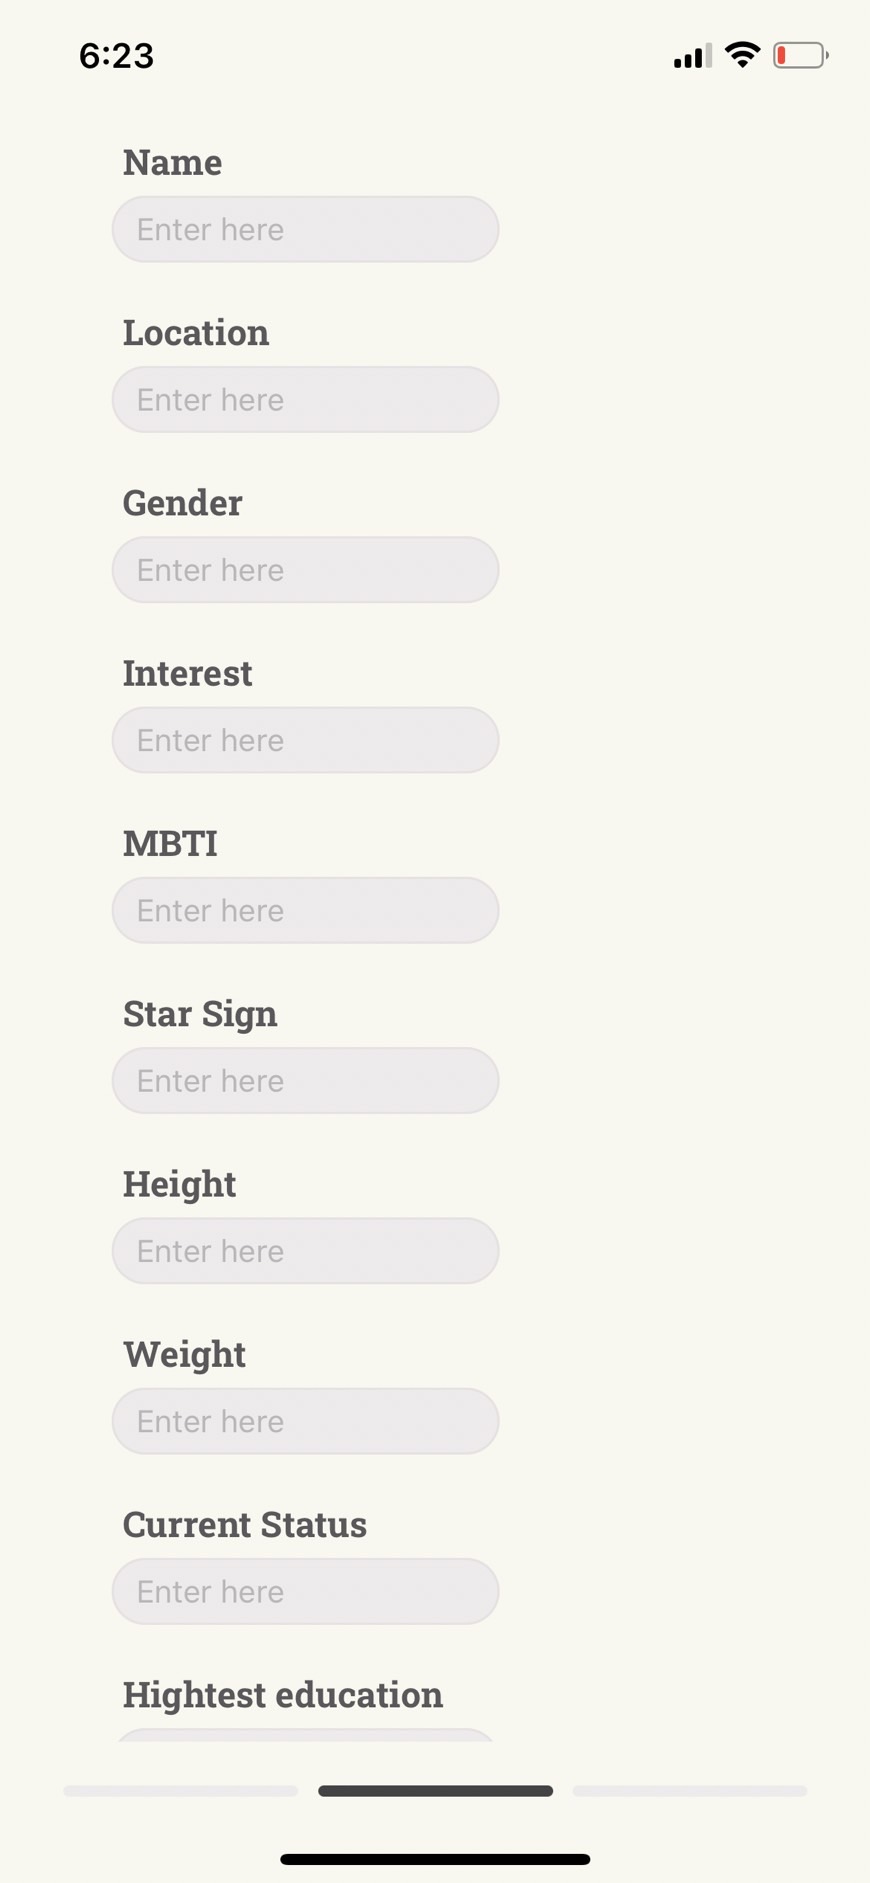 6:23
Name
Enter here
Location
Enter here
Gender
Enter here
Interest
Enter here
MBTI
Enter here
Star Sign
Enter here
Height
Enter here
Weight
Enter here
Current Status
Enter here
Hightest education